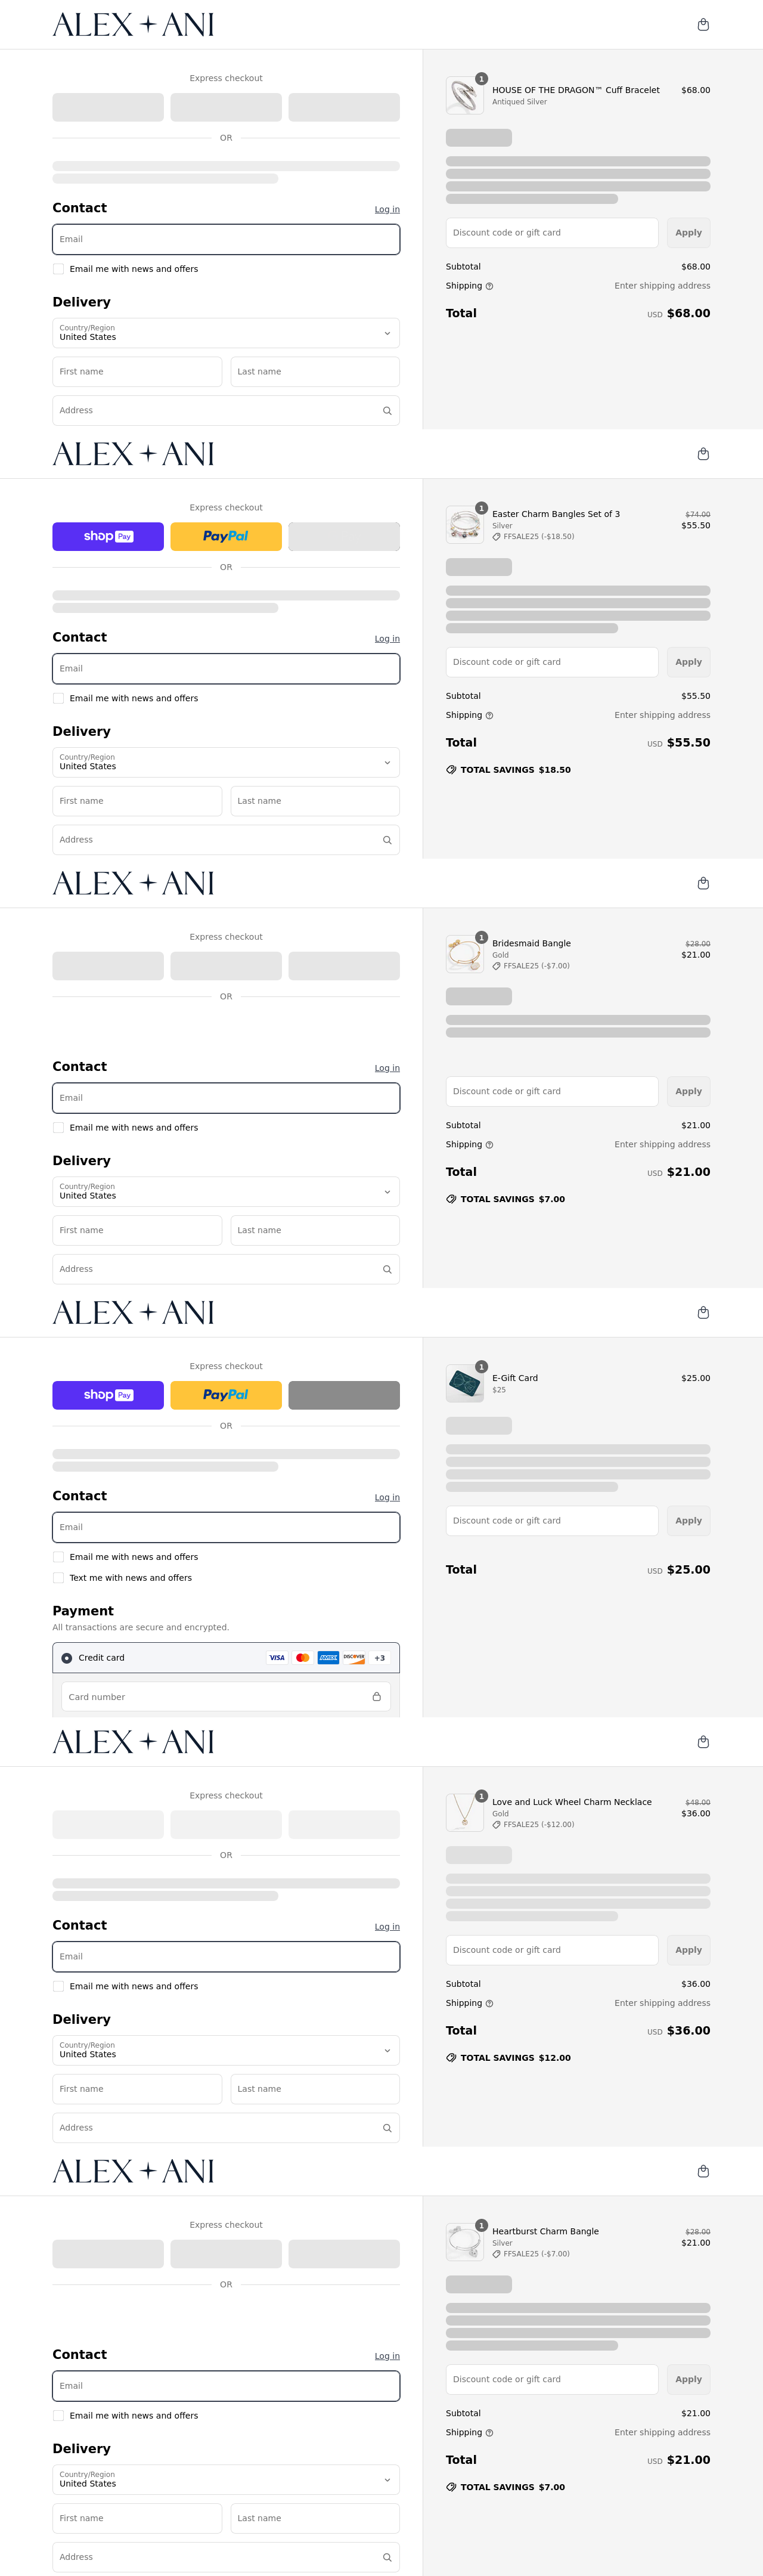 ALEX + ANI
Express checkout
OR
Contact
Log in
Email
Email me with news and offers
Delivery
Country/Region
United States
First name
Last name
Address
1
HOUSE OF THE DRAGON™ Cuff Bracelet
$68.00
Antiqued Silver
Discount code or gift card
Apply
Subtotal
$68.00
Shipping
Enter shipping address
Total
USD $68.00
ALEX + ANI
Express checkout
shop Pay
PayPal
OR
Contact
Log in
Email
Email me with news and offers
Delivery
Country/Region
United States
First name
Last name
Address
1
Easter Charm Bangles Set of 3
$74.00
Silver
$55.50
FFSALE25 (-$18.50)
Discount code or gift card
Apply
Subtotal
$55.50
Shipping
Enter shipping address
Total
USD $55.50
TOTAL SAVINGS $18.50
ALEX + ANI
Express checkout
OR
Contact
Log in
Email
Email me with news and offers
Delivery
Country/Region
United States
First name
Last name
Address
1
Bridesmaid Bangle
$28.00
Gold
$21.00
FFSALE25 (-$7.00)
Discount code or gift card
Apply
Subtotal
$21.00
Shipping
Enter shipping address
Total
USD $21.00
TOTAL SAVINGS $7.00
ALEX + ANI
Express checkout
shop Pay
PayPal
OR
Contact
Log in
Email
Email me with news and offers
Text me with news and offers
Payment
All transactions are secure and encrypted.
Credit card
VISA
AMEX
DISCOVER
+3
Card number
1
E-Gift Card
$25.00
$25
Discount code or gift card
Apply
Total
USD $25.00
ALEX + ANI
Express checkout
OR
Contact
Log in
Email
Email me with news and offers
Delivery
Country/Region
United States
First name
Last name
Address
1
Love and Luck Wheel Charm Necklace
$48.00
Gold
$36.00
FFSALE25 (-$12.00)
Discount code or gift card
Apply
Subtotal
$36.00
Shipping
Enter shipping address
Total
USD $36.00
TOTAL SAVINGS $12.00
ALEX + ANI
Express checkout
OR
Contact
Log in
Email
Email me with news and offers
Delivery
Country/Region
United States
First name
Last name
Address
1
Heartburst Charm Bangle
$28.00
Silver
$21.00
FFSALE25 (-$7.00)
Discount code or gift card
Apply
Subtotal
$21.00
Shipping
Enter shipping address
Total
USD $21.00
TOTAL SAVINGS $7.00